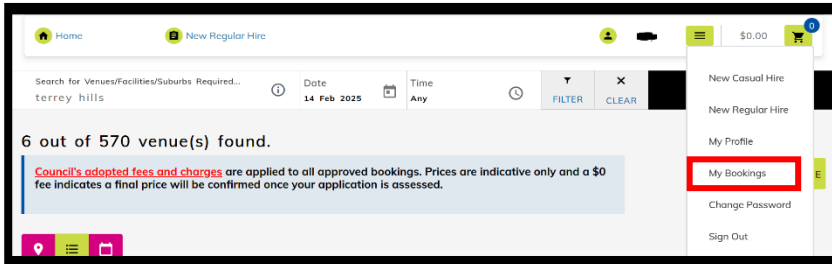 Home
New Regular Hire
$0.00
0
Search for Venues/Facilities/Suburbs Required...
terrey hills
Date
14 Feb 2025
Time
Any
FILTER
CLEAR
New Casual Hire
New Regular Hire
My Profile
My Bookings
Change Password
Sign Out
6 out of 570 venue(s) found.
Council's adopted fees and charges are applied to all approved bookings. Prices are indicative only and a $0
fee indicates a final price will be confirmed once your application is assessed.
E